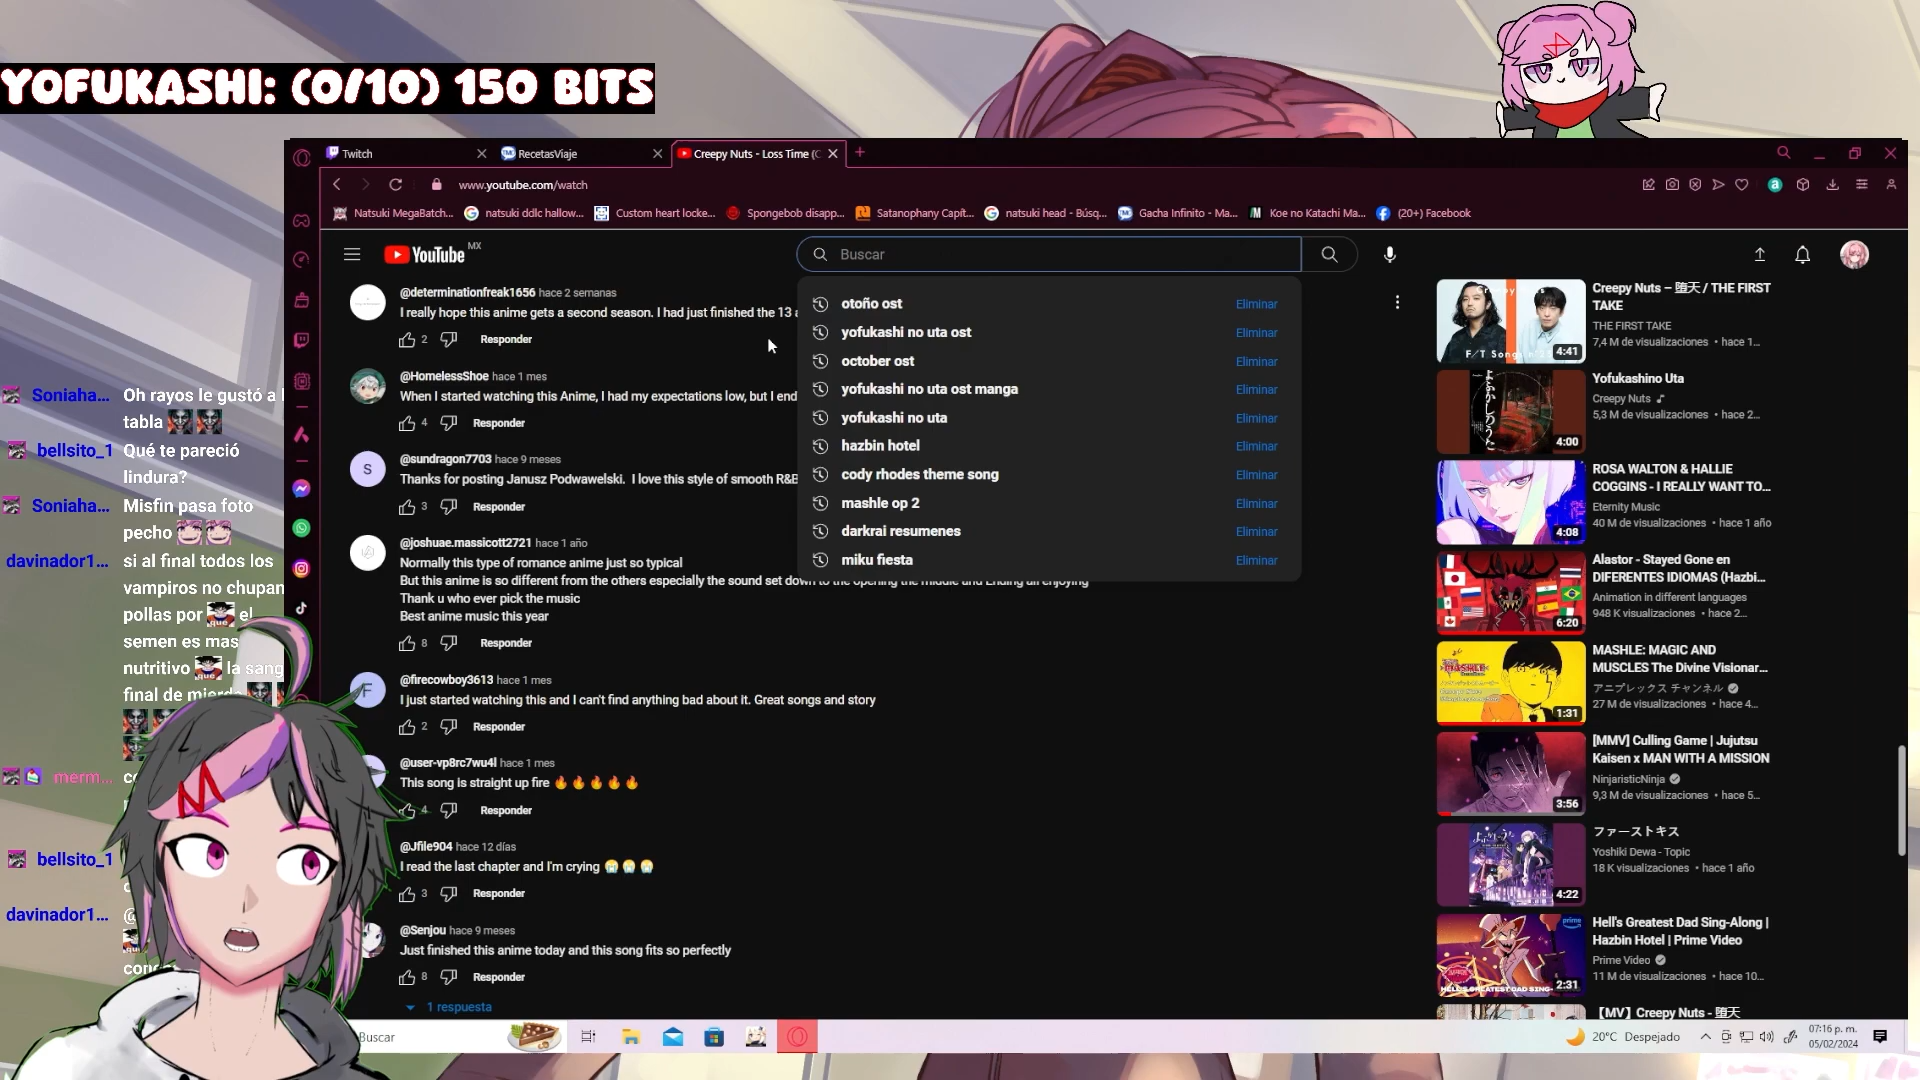 YOFUKASHI: (0/10) 150 BITS
Twitch
RecetasViaje
Creepy Nuts - Loss Time (C
www.youtube.com/watch
Natsuki MegaBatch...
natsuki ddlc hallow...
Custom heart locke...
Spongebob disapp...
Satanophany Capít...
natsuki head - Búsq...
Gacha Infinito - Ma...
Koe no Katachi Ma...
(20+) Facebook
YouTube MX
Buscar
otoño ost Eliminar
yofukashi no uta ost Eliminar
october ost Eliminar
yofukashi no uta ost manga Eliminar
yofukashi no uta Eliminar
hazbin hotel Eliminar
cody rhodes theme song Eliminar
mashle op 2 Eliminar
darkrai resumenes Eliminar
miku fiesta Eliminar
@determinationfreak1656 hace 2 semanas
I really hope this anime gets a second season. I had just finished the 13 a
2 Responder
@HomelessShoe hace 1 mes
When I started watching this Anime, I had my expectations low, but I end
4 Responder
S
@sundragon7703 hace 9 meses
Thanks for posting Janusz Podwawelski. I love this style of smooth R&B
3 Responder
@joshuae.massicott2721 hace 1 año
Normally this type of romance anime just so typical
But this anime is so different from the others especially the sound set down to the opening the middle and Ending all enjoying
Thank u who ever pick the music
Best anime music this year
8 Responder
F
@firecowboy3613 hace 1 mes
I just started watching this and I can't find anything bad about it. Great songs and story
2 Responder
@user-vp8rc7wu4l hace 1 mes
This song is straight up fire 🔥🔥🔥🔥🔥
4 Responder
@Jfile904 hace 12 días
I read the last chapter and I'm crying 😭😭😭
3 Responder
@Senjou hace 9 meses
Just finished this anime today and this song fits so perfectly
8 Responder
1 respuesta
Creepy Nuts – 堕天 / THE FIRST
TAKE
THE FIRST TAKE
7,4 M de visualizaciones • hace 1...
4:41
Yofukashino Uta
Creepy Nuts
5,3 M de visualizaciones • hace 2...
4:00
ROSA WALTON & HALLIE
COGGINS - I REALLY WANT TO...
Eternity Music
40 M de visualizaciones • hace 1 año
4:08
Alastor - Stayed Gone en
DIFERENTES IDIOMAS (Hazbi...
Animation in different languages
948 K visualizaciones • hace 2...
6:20
MASHLE: MAGIC AND
MUSCLES The Divine Visionar...
アニプレックス チャンネル
27 M de visualizaciones • hace 4...
1:31
[MMV] Culling Game | Jujutsu
Kaisen x MAN WITH A MISSION
NinjaristicNinja
9,3 M de visualizaciones • hace 5...
3:56
ファーストキス
Yoshiki Dewa - Topic
18 K visualizaciones • hace 1 año
4:22
Hell's Greatest Dad Sing-Along |
Hazbin Hotel | Prime Video
Prime Video
11 M de visualizaciones • hace 10...
2:31
【MV】Creepy Nuts - 堕天
Soniaha... Oh rayos le gustó a l
tabla
bellsito_1 Qué te pareció
lindura?
Soniaha... Misfin pasa foto
pecho
davinador1... si al final todos los
vampiros no chupan
pollas por el
semen es mas
nutritivo la sang
final de mierda
merm...
bellsito_1
davinador1...
Buscar
20°C Despejado
07:16 p. m.
05/02/2024